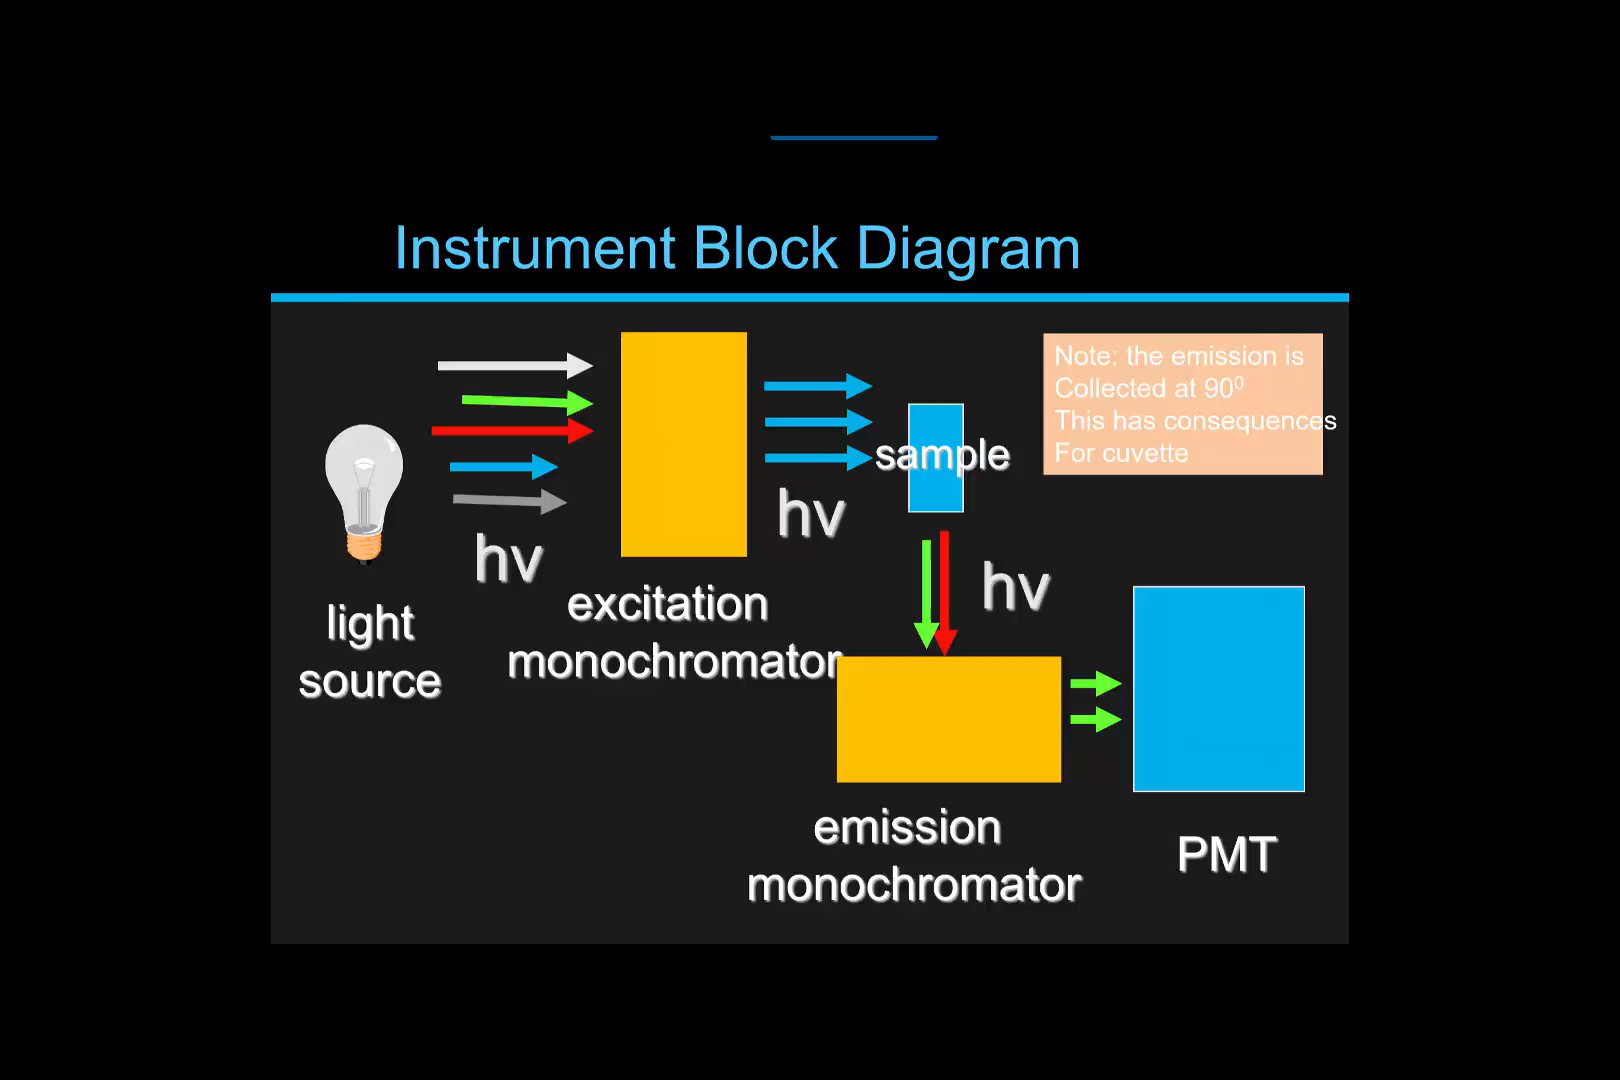 Instrument Block Diagram
Note: the emission is
Collected at 90⁰
This has consequences
For cuvette
sample
hv
hv
hv
light
source
excitation
monochromator
emission
monochromator
PMT